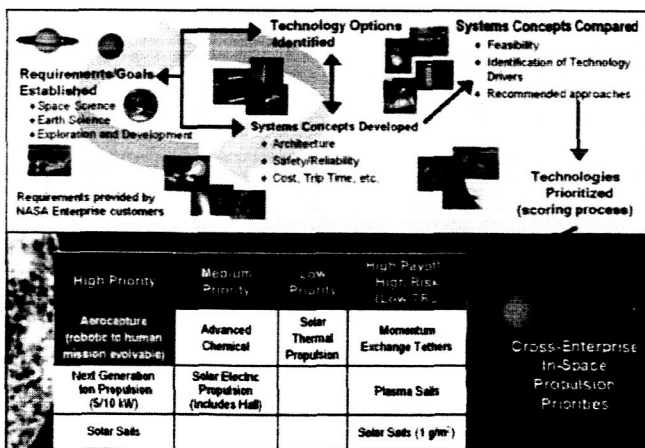 Technology Options
Identified
Systems Concepts Compared
Feasibility
Identification of Technology
Drivers
Recommended approaches
Requirements/Goals
Established
Space Science
Earth Science
Exploration and Development
Requirements provided by
NASA Enterprise customers
Systems Concepts Developed
Architecture
Safety/Reliability
Cost, Trip Time, etc.
Technologies
Prioritized
(scoring process)
High Priority
Medium
Priority
Low
Priority
High Payoff
High Risk
(Low TRL)
Aerocapture
(robotic to human
mission evolvable)
Advanced
Chemical
Solar
Thermal
Propulsion
Momentum
Exchange Tethers
Next Generation
Ion Propulsion
(5/10 kW)
Solar Electric
Propulsion
(Includes Hall)
Plasma Sails
Solar Sails
Solar Sails (1 g/m²)
Cross-Enterprise
In-Space
Propulsion
Priorities